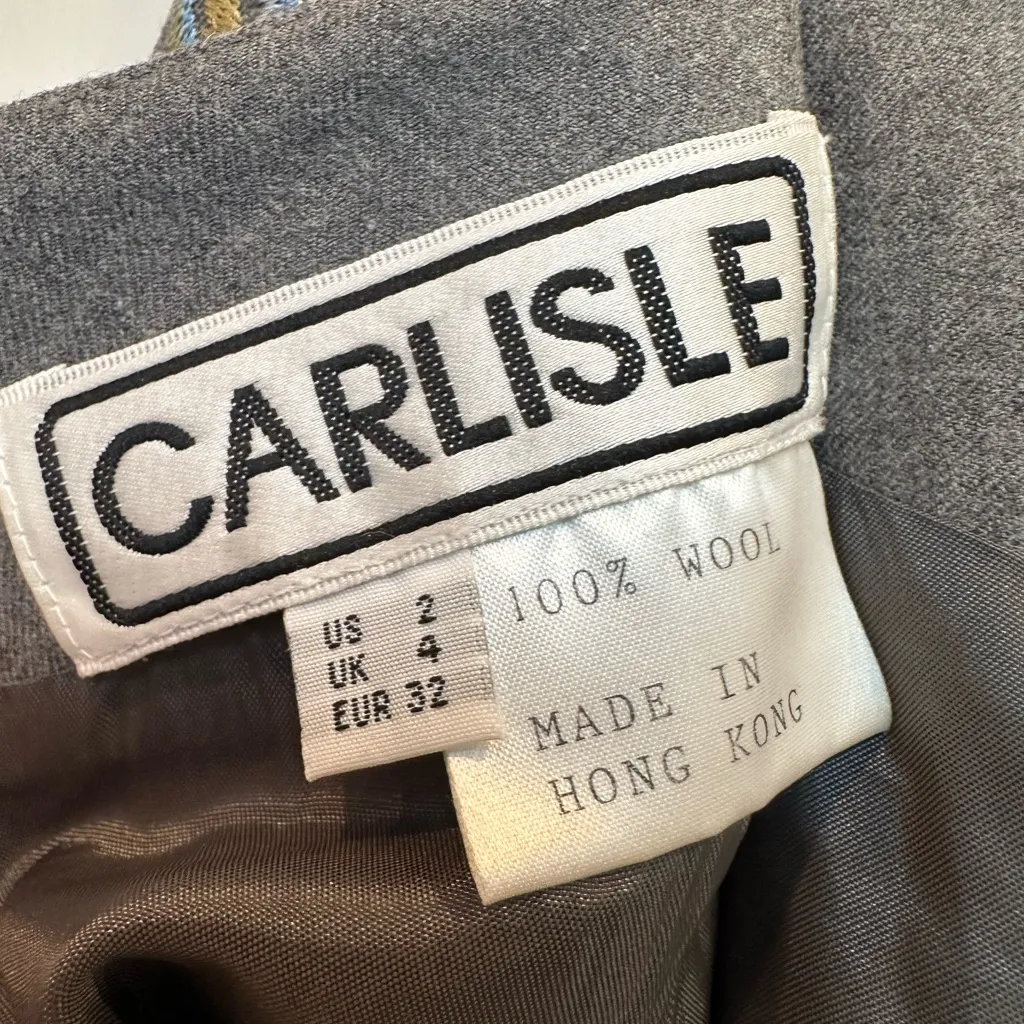 CARLISLE
US 2
UK 4
EUR 32
100% WOOL
MADE IN
HONG KONG